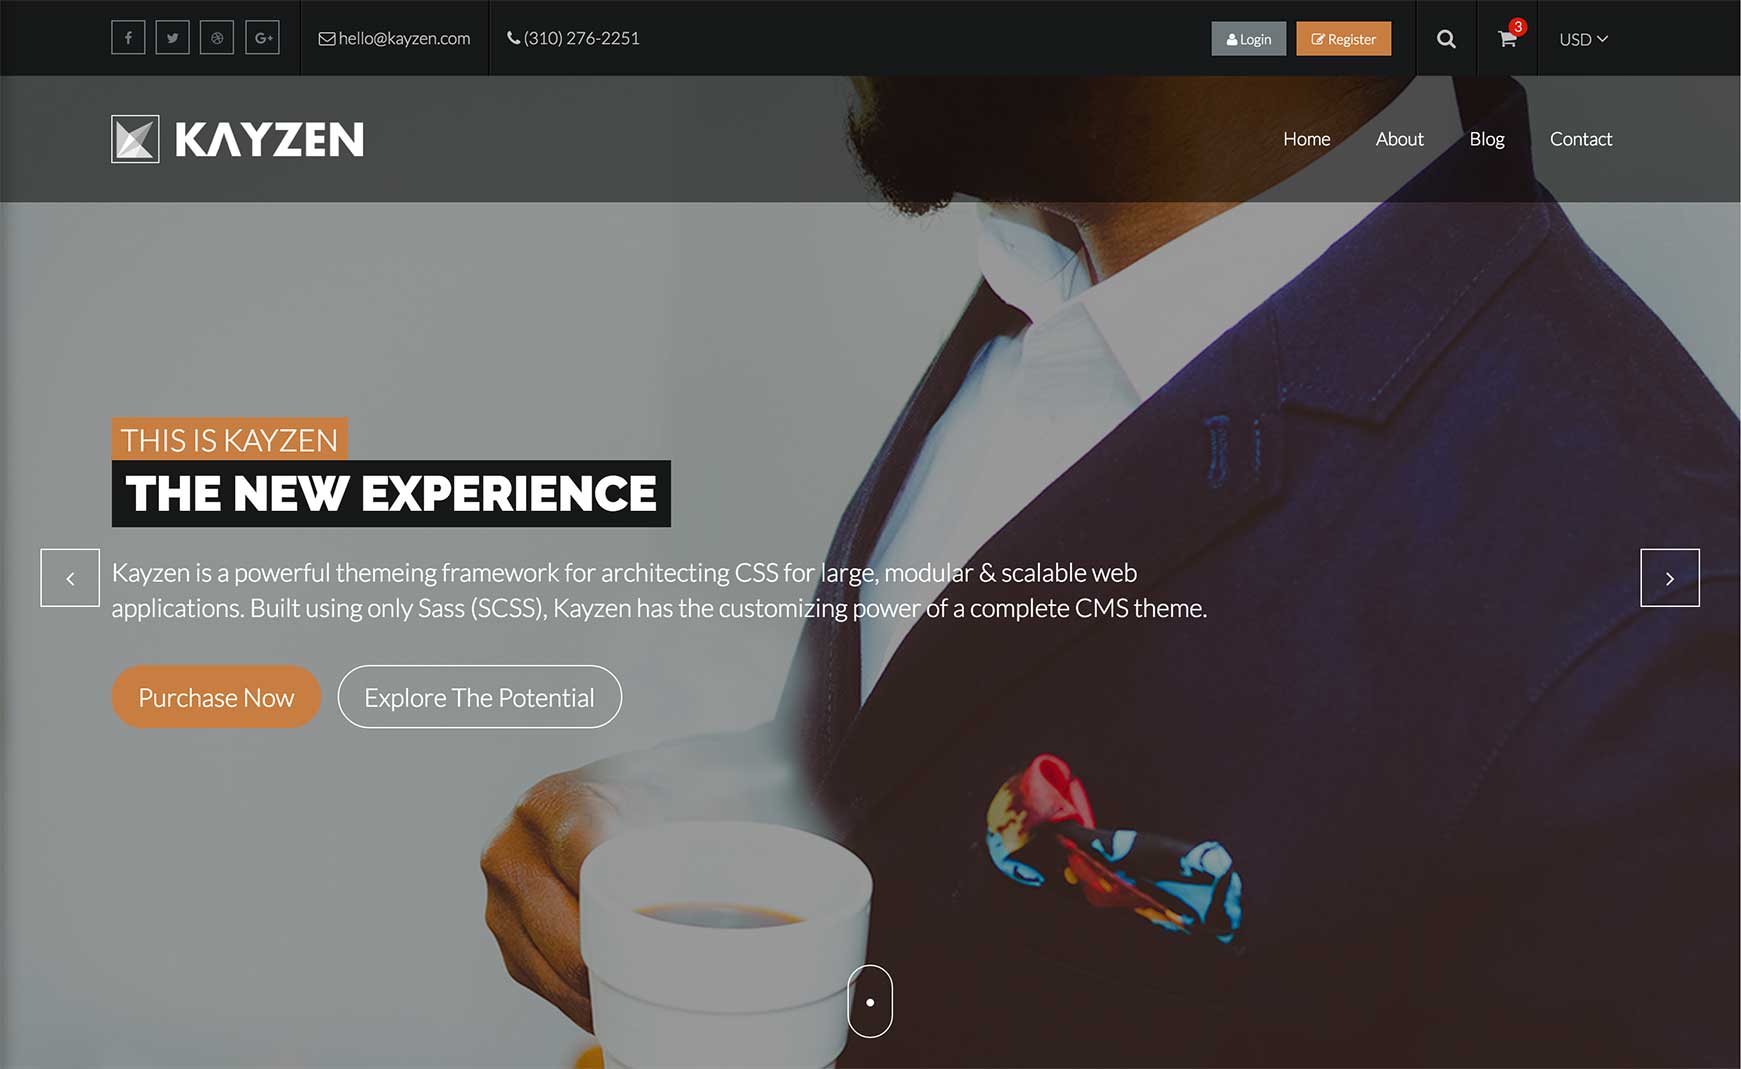 hello@kayzen.com
(310) 276-2251
Login
Register
3
USD
KAYZEN
Home
About
Blog
Contact
THIS IS KAYZEN
THE NEW EXPERIENCE
Kayzen is a powerful themeing framework for architecting CSS for large, modular & scalable web
applications. Built using only Sass (SCSS), Kayzen has the customizing power of a complete CMS theme.
Purchase Now
Explore The Potential